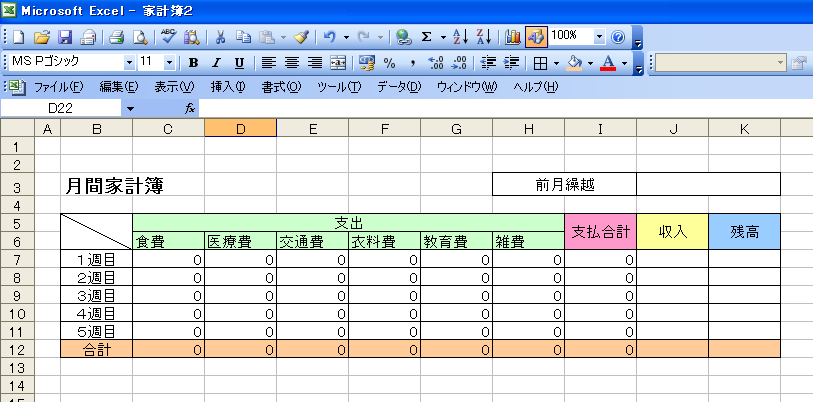 Microsoft Excel - 家計簿2
Σ 100%
MS Pゴシック 11 B I U % ,
ファイル(F) 編集(E) 表示(V) 挿入(I) 書式(O) ツール(T) データ(D) ウィンドウ(W) ヘルプ(H)
D22 fx
A B C D E F G H I J K
1
2
3 月間家計簿 前月繰越
4
5 支出 支払合計 収入 残高
6 食費 医療費 交通費 衣料費 教育費 雑費
7 1週目 0 0 0 0 0 0 0
8 2週目 0 0 0 0 0 0 0
9 3週目 0 0 0 0 0 0 0
10 4週目 0 0 0 0 0 0 0
11 5週目 0 0 0 0 0 0 0
12 合計 0 0 0 0 0 0 0
13
14